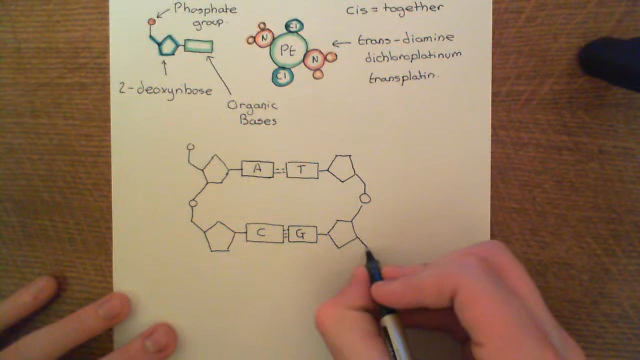 Phosphate
group.
2-deoxyribose
Organic
Bases
Cl
N
Pt
N
Cl
cis = together
trans-diamine
dichloroplatinum
transplatin.
A
T
C
G